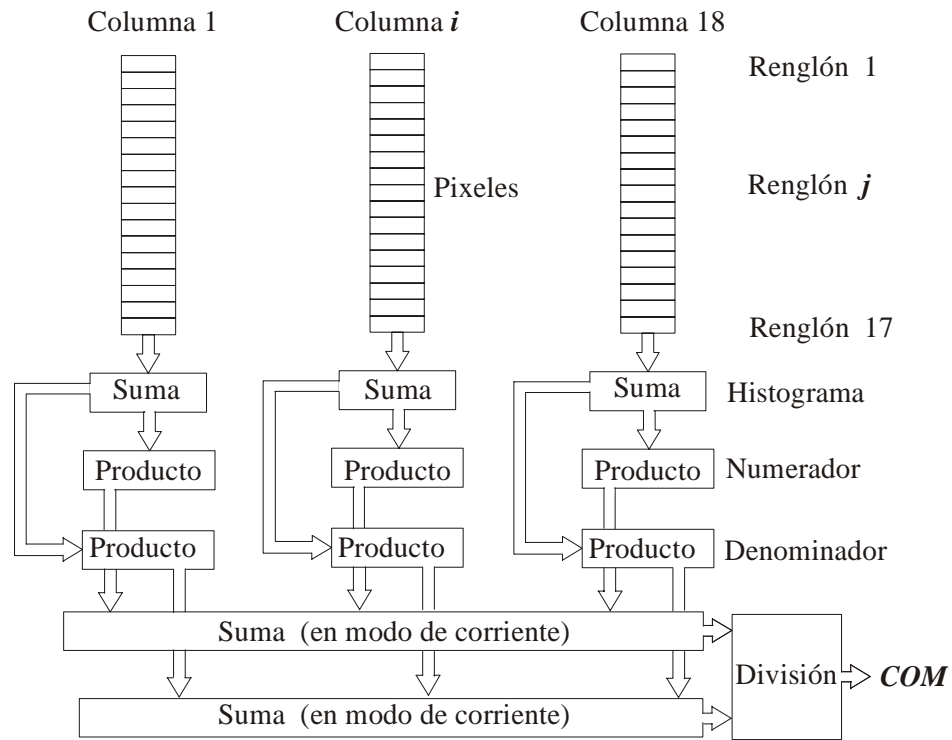 Columna 1 Columna i Columna 18
Renglón 1
Pixeles Renglón j
Renglón 17
Suma Suma Suma Histograma
Producto Producto Producto Numerador
Producto Producto Producto Denominador
Suma (en modo de corriente)
División COM
Suma (en modo de corriente)